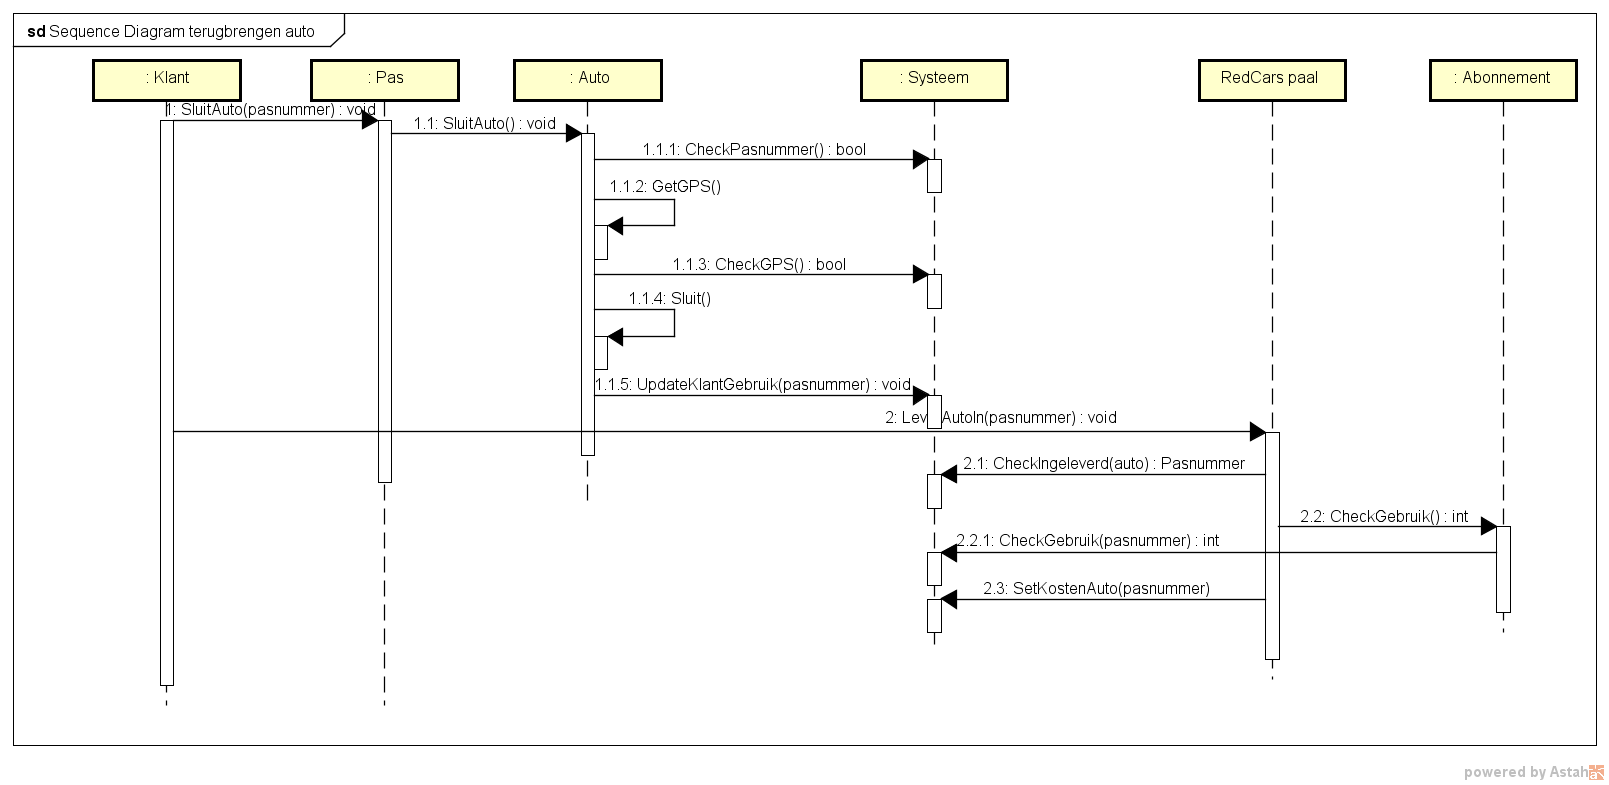 sd Sequence Diagram terugbrengen auto
: Klant
: Pas
: Auto
: Systeem
RedCars paal
: Abonnement
1: SluitAuto(pasnummer) : void
1.1: SluitAuto() : void
1.1.1: CheckPasnummer() : bool
1.1.2: GetGPS()
1.1.3: CheckGPS() : bool
1.1.4: Sluit()
1.1.5: UpdateKlantGebruik(pasnummer) : void
2: LeverAutoIn(pasnummer) : void
2.1: CheckIngeleverd(auto) : Pasnummer
2.2: CheckGebruik() : int
2.2.1: CheckGebruik(pasnummer) : int
2.3: SetKostenAuto(pasnummer)
powered by Astah